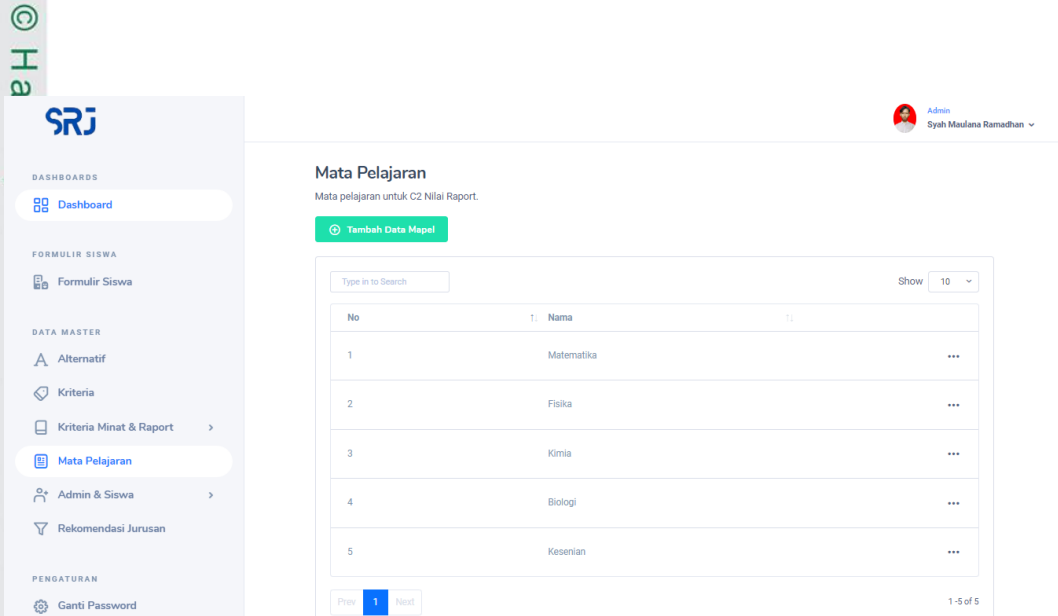 © Ha
SRJ
Admin
Syah Maulana Ramadhan
DASHBOARDS
Dashboard
FORMULIR SISWA
Formulir Siswa
DATA MASTER
Alternatif
Kriteria
Kriteria Minat & Raport
Mata Pelajaran
Admin & Siswa
Rekomendasi Jurusan
PENGATURAN
Ganti Password
Mata Pelajaran
Mata pelajaran untuk C2 Nilai Raport.
Tambah Data Mapel
Type in to Search
Show 10
No Nama
1 Matematika
2 Fisika
3 Kimia
4 Biologi
5 Kesenian
Prev 1 Next
1 -5 of 5